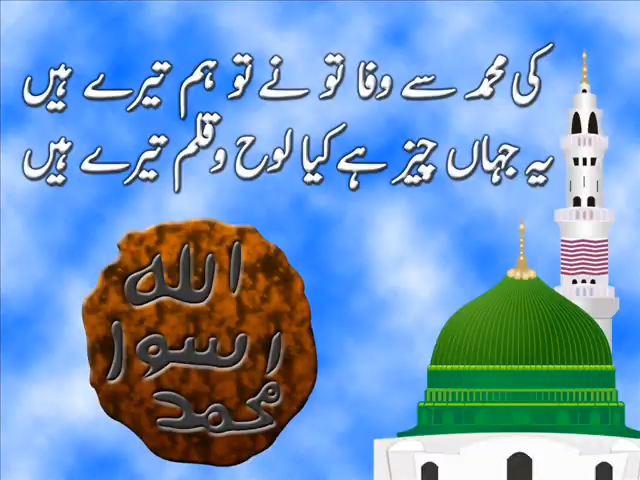 کی محمد سے وفا تو نے تو ہم تیرے ہیں
یہ جہاں چیز ہے کیا لوح و قلم تیرے ہیں
الله
رسول
محمد